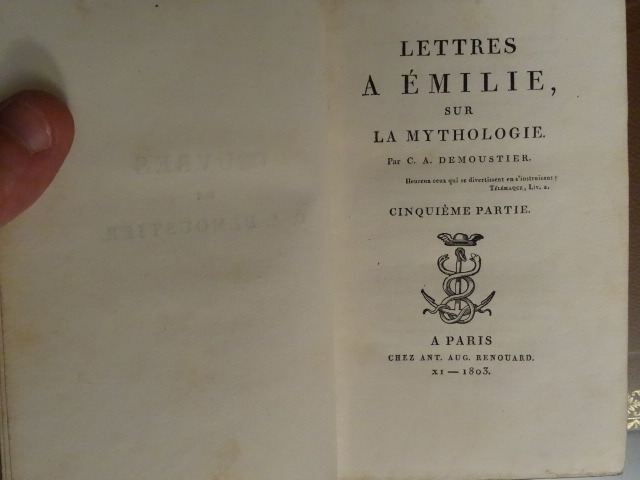 LETTRES
A ÉMILIE,
SUR
LA MYTHOLOGIE.
Par C. A. DEMOUSTIER.
Heureux ceux qui se divertissent en s'instruisant!
TÉLÉMAQUE, LIV. 2.
CINQUIÈME PARTIE.
A PARIS
CHEZ ANT. AUG. RENOUARD.
XI — 1803.